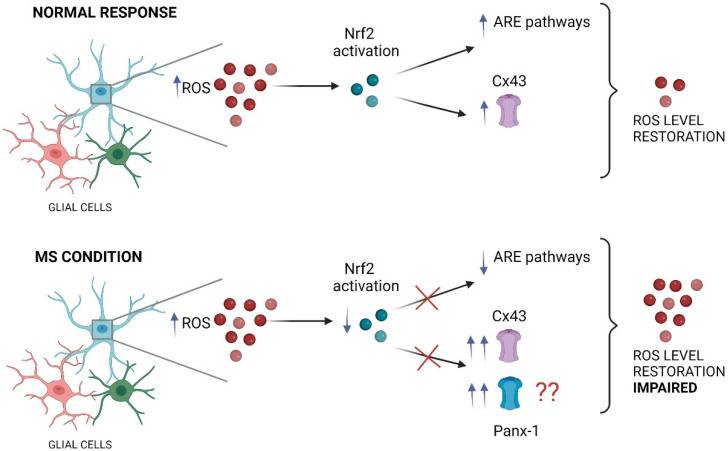 NORMAL RESPONSE
ROS
Nrf2
activation
ARE pathways
Cx43
ROS LEVEL
RESTORATION
GLIAL CELLS
MS CONDITION
ROS
Nrf2
activation
ARE pathways
Cx43
??
Panx-1
ROS LEVEL
RESTORATION
IMPAIRED
GLIAL CELLS